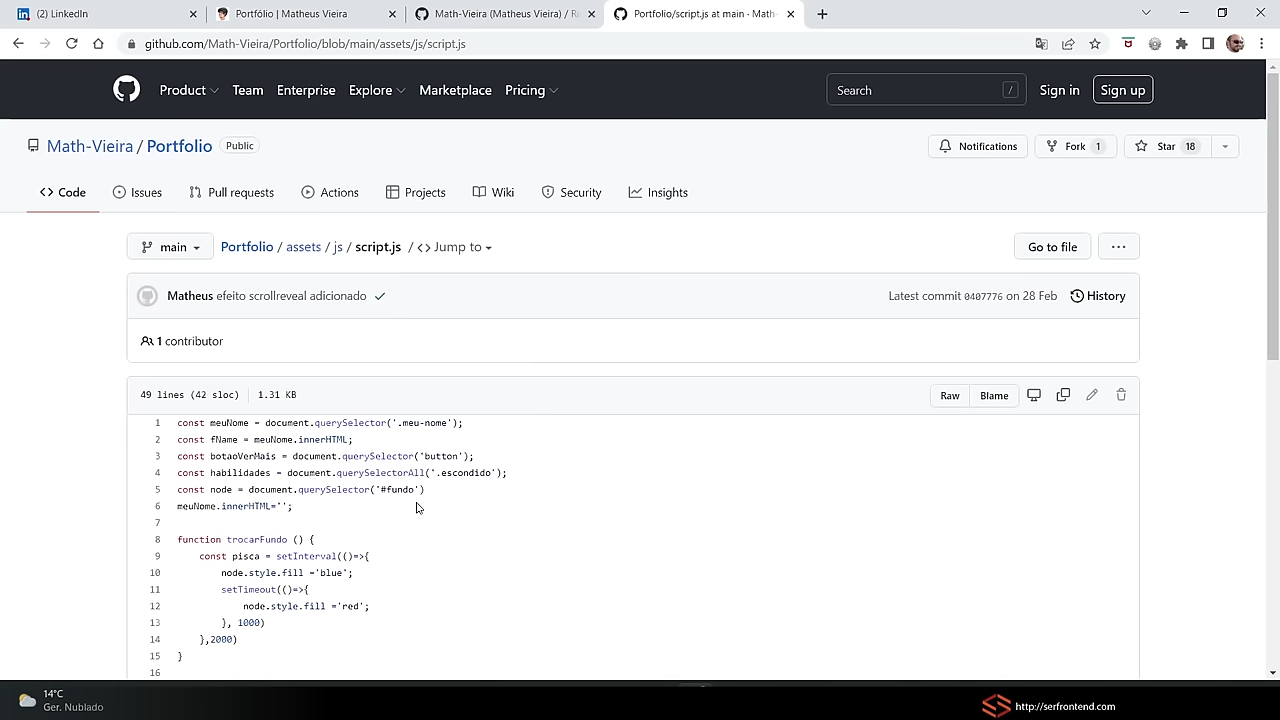 (2) LinkedIn
Portfólio | Matheus Vieira
Math-Vieira (Matheus Vieira) / R
Portfolio/script.js at main · Math-
github.com/Math-Vieira/Portfolio/blob/main/assets/js/script.js
Product
Team
Enterprise
Explore
Marketplace
Pricing
Search /
Sign in
Sign up
Math-Vieira / Portfolio Public
Notifications
Fork 1
Star 18
<> Code
Issues
Pull requests
Actions
Projects
Wiki
Security
Insights
main
Portfolio / assets / js / script.js / <> Jump to
Go to file
...
Matheus efeito scrollreveal adicionado
Latest commit 0407776 on 28 Feb
History
1 contributor
49 lines (42 sloc) 1.31 KB
Raw
Blame
1 const meuNome = document.querySelector('.meu-nome');
2 const fName = meuNome.innerHTML;
3 const botaoVerMais = document.querySelector('button');
4 const habilidades = document.querySelectorAll('.escondido');
5 const node = document.querySelector('#fundo')
6 meuNome.innerHTML='';
7
8 function trocarFundo () {
9 const pisca = setInterval(()=>{
10 node.style.fill ='blue';
11 setTimeout(()=>{
12 node.style.fill ='red';
13 }, 1000)
14 },2000)
15 }
16
14°C
Ger. Nublado
http://serfrontend.com